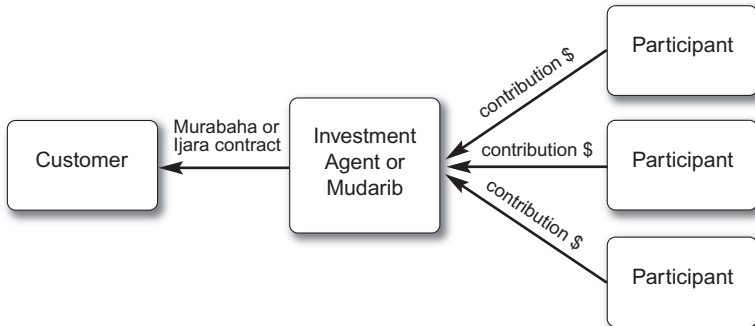 Customer
Murabaha or
Ijara contract
Investment
Agent or
Mudarib
contribution $
contribution $
contribution $
Participant
Participant
Participant